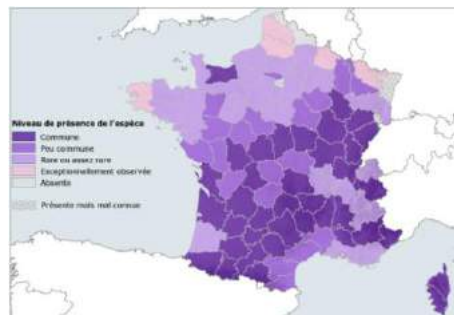 Niveau de présence de l'espèce
Commune
Peu commune
Rare ou assez rare
Exceptionnellement observée
Absente
Présente mais mal connue